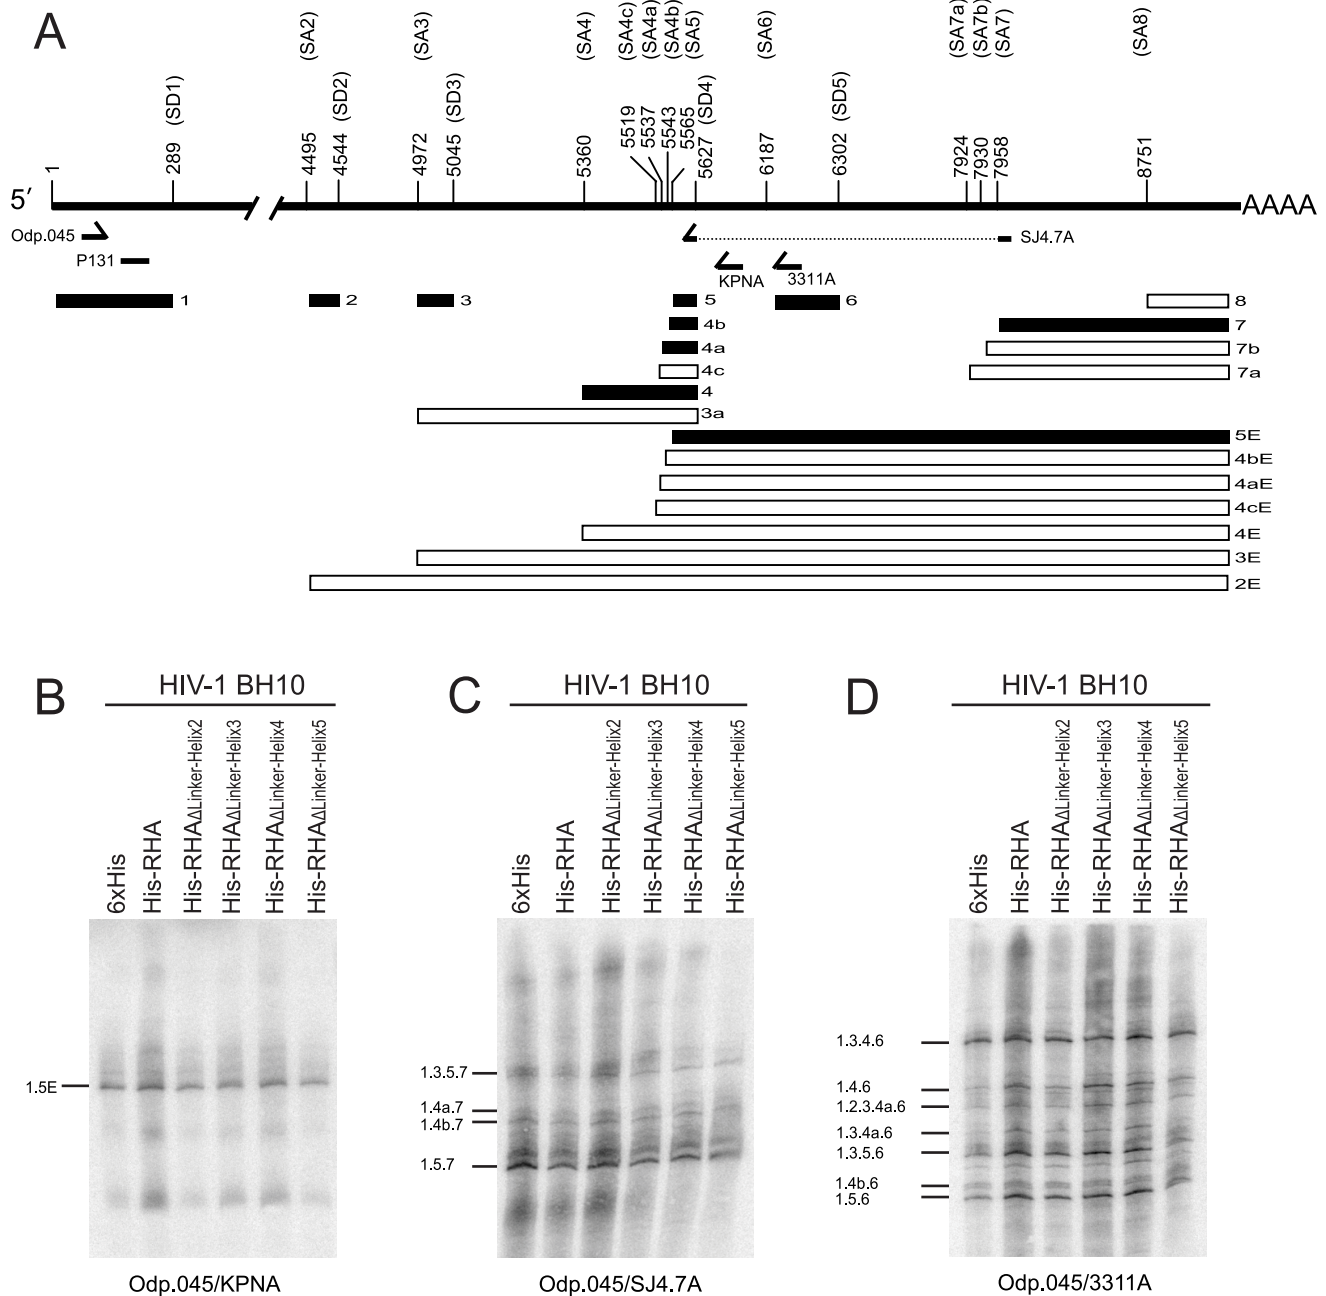 A
(SA2)
(SA3)
(SA4)
(SA4c)
(SA4a)
(SA4b)
(SA5)
(SA6)
(SA7a)
(SA7b)
(SA7)
(SA8)
1
289 (SD1)
4495
4544 (SD2)
4972
5045 (SD3)
5360
5519
5537
5543
5565
5627 (SD4)
6187
6302 (SD5)
7924
7930
7958
8751
5′
AAAA
Odp.045
SJ4.7A
P131
KPNA
3311A
1
2
3
5
6
8
4b
7
4a
7b
4c
7a
4
3a
5E
4bE
4aE
4cE
4E
3E
2E
B
HIV-1 BH10
6xHis
His-RHA
His-RHAΔLinker-Helix2
His-RHAΔLinker-Helix3
His-RHAΔLinker-Helix4
His-RHAΔLinker-Helix5
1.5E
Odp.045/KPNA
C
HIV-1 BH10
6xHis
His-RHA
His-RHAΔLinker-Helix2
His-RHAΔLinker-Helix3
His-RHAΔLinker-Helix4
His-RHAΔLinker-Helix5
1.3.5.7
1.4a.7
1.4b.7
1.5.7
Odp.045/SJ4.7A
D
HIV-1 BH10
6xHis
His-RHA
His-RHAΔLinker-Helix2
His-RHAΔLinker-Helix3
His-RHAΔLinker-Helix4
His-RHAΔLinker-Helix5
1.3.4.6
1.4.6
1.2.3.4a.6
1.3.4a.6
1.3.5.6
1.4b.6
1.5.6
Odp.045/3311A